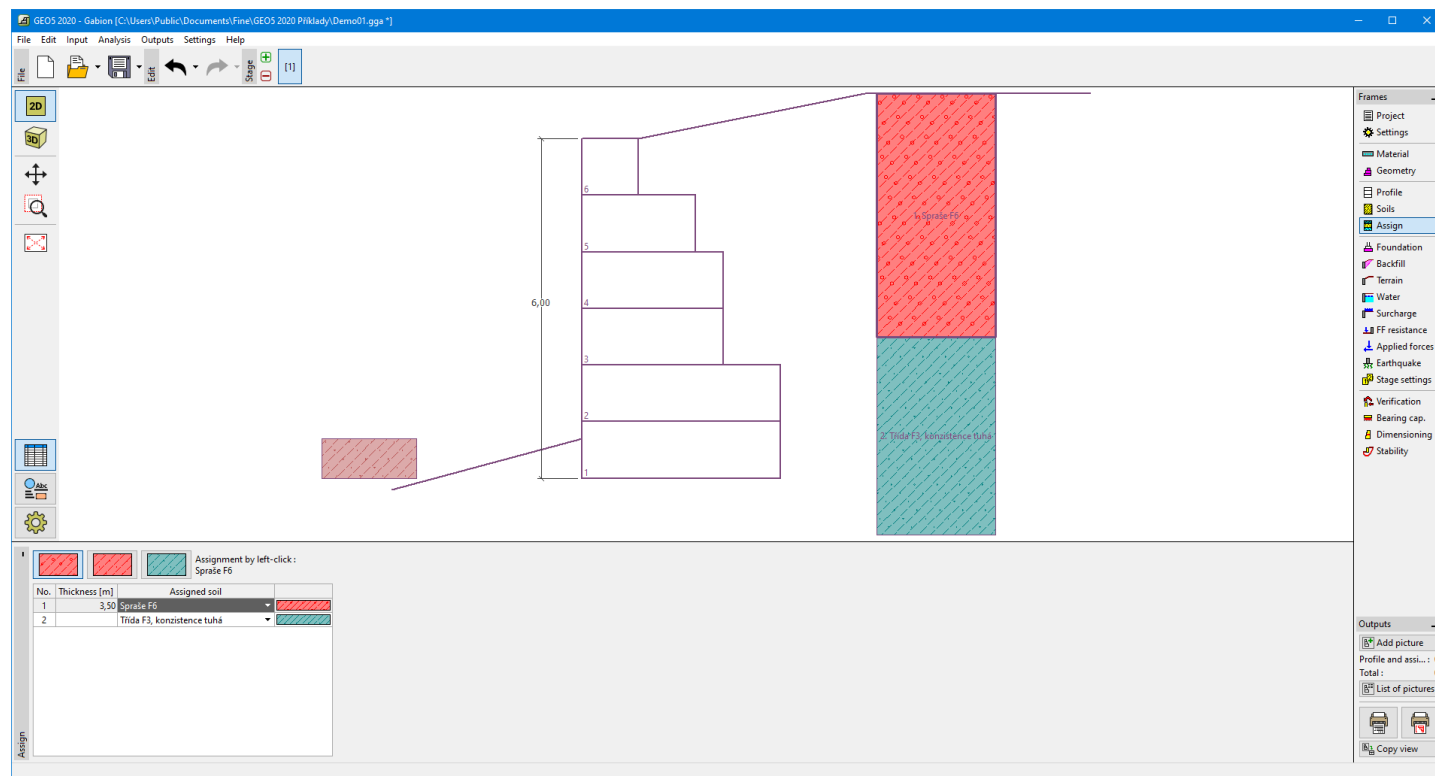 GEO5 2020 - Gabion [C:\Users\Public\Documents\Fine\GEO5 2020 Příklady\Demo01.gga *]
File Edit Input Analysis Outputs Settings Help
File
Edit
Stage
[1]
2D
3D
Abc
6,00
6
5
4
3
2
1
1. Spraše F6
2. Třída F3, konzistence tuhá
Frames
Project
Settings
Material
Geometry
Profile
Soils
Assign
Foundation
Backfill
Terrain
Water
Surcharge
FF resistance
Applied forces
Earthquake
Stage settings
Verification
Bearing cap.
Dimensioning
Stability
Outputs
Add picture
Profile and assi... :
Total :
List of pictures
Copy view
Assign
Assignment by left-click :
Spraše F6
No. Thickness [m] Assigned soil
1 3,50 Spraše F6
2 Třída F3, konzistence tuhá